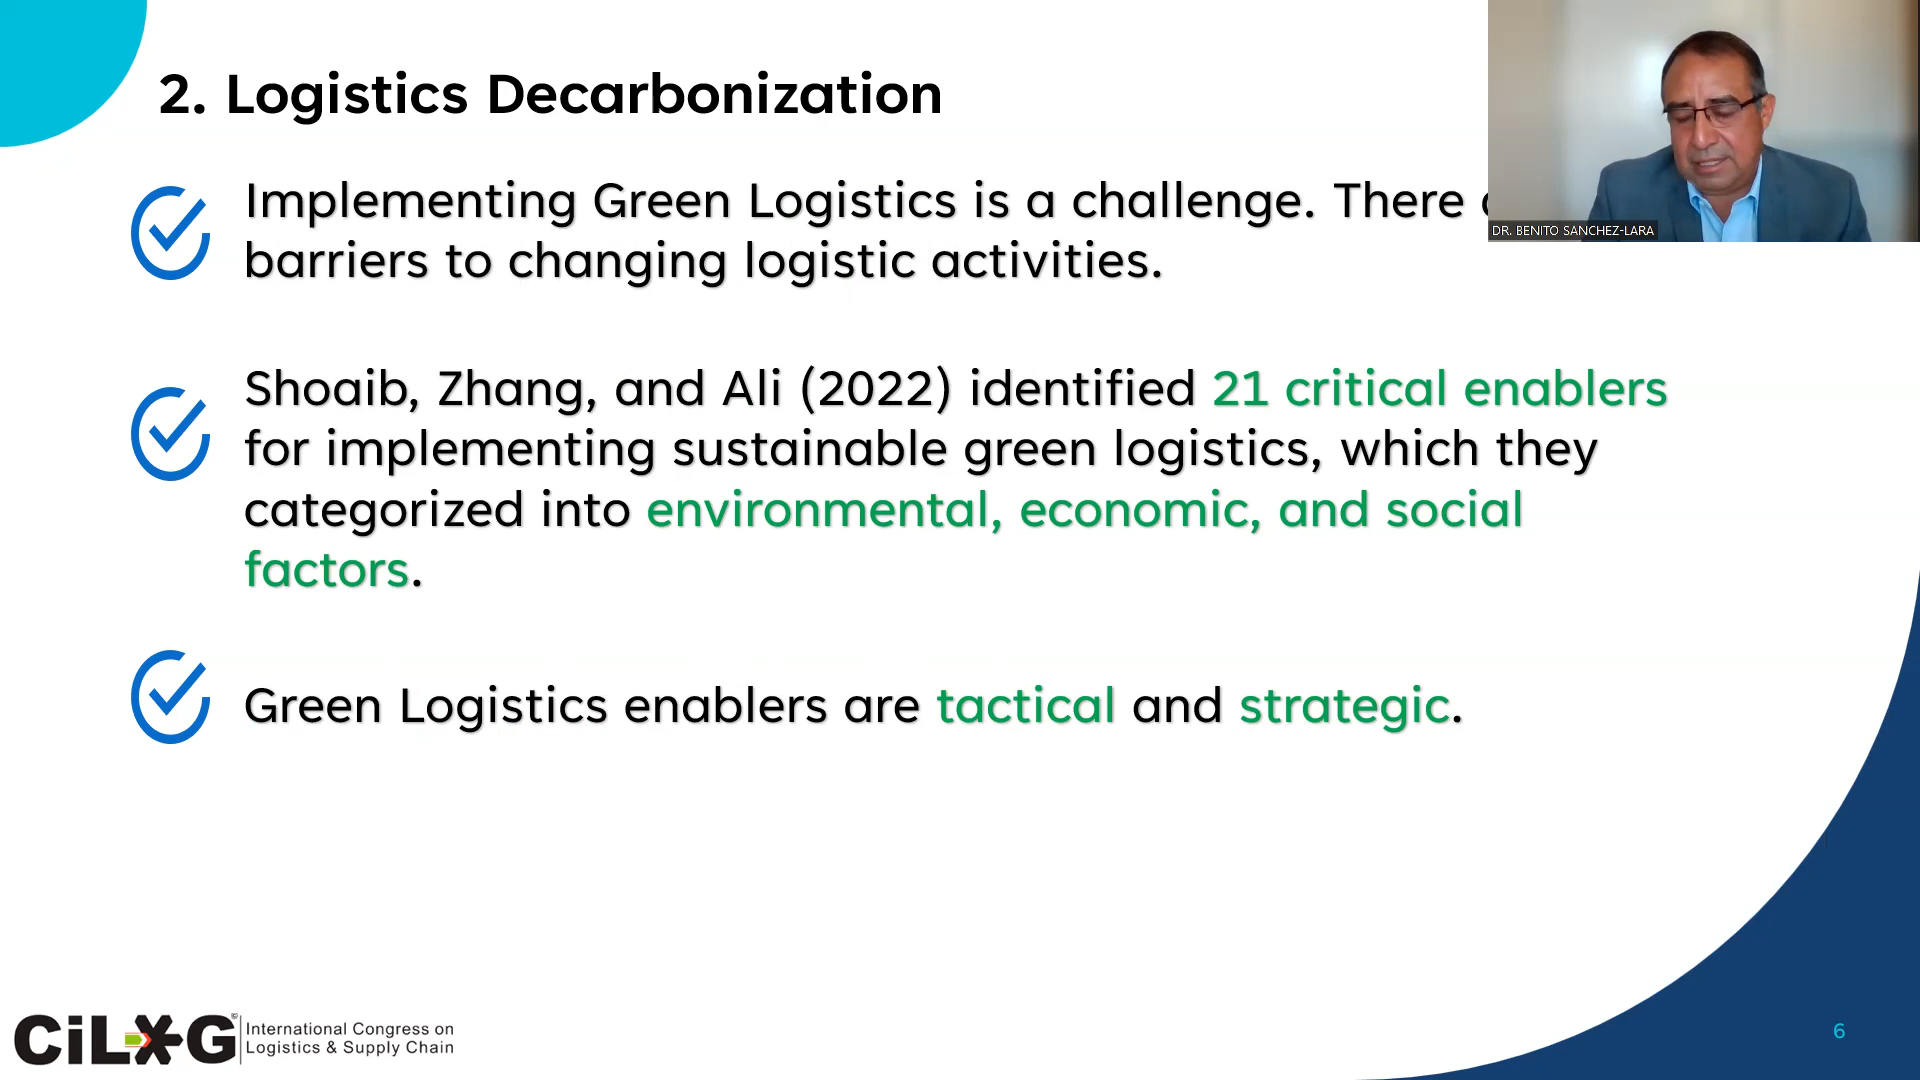 2. Logistics Decarbonization
Implementing Green Logistics is a challenge. There
barriers to changing logistic activities.
Shoaib, Zhang, and Ali (2022) identified 21 critical enablers
for implementing sustainable green logistics, which they
categorized into environmental, economic, and social
factors.
Green Logistics enablers are tactical and strategic.
DR. BENITO SANCHEZ-LARA
CiLOG
International Congress on
Logistics & Supply Chain
6